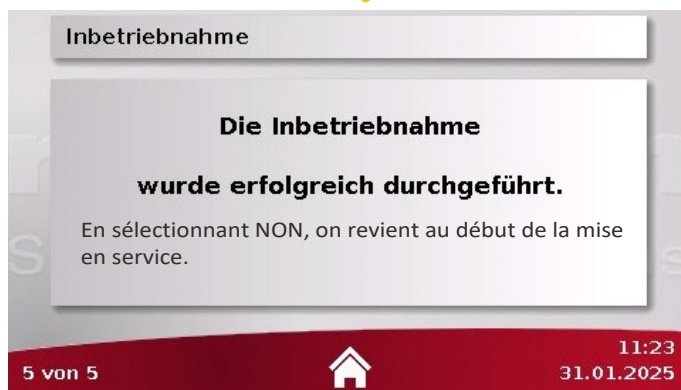 Inbetriebnahme
Die Inbetriebnahme
wurde erfolgreich durchgeführt.
En sélectionnant NON, on revient au début de la mise
en service.
11:23
5 von 5
31.01.2025